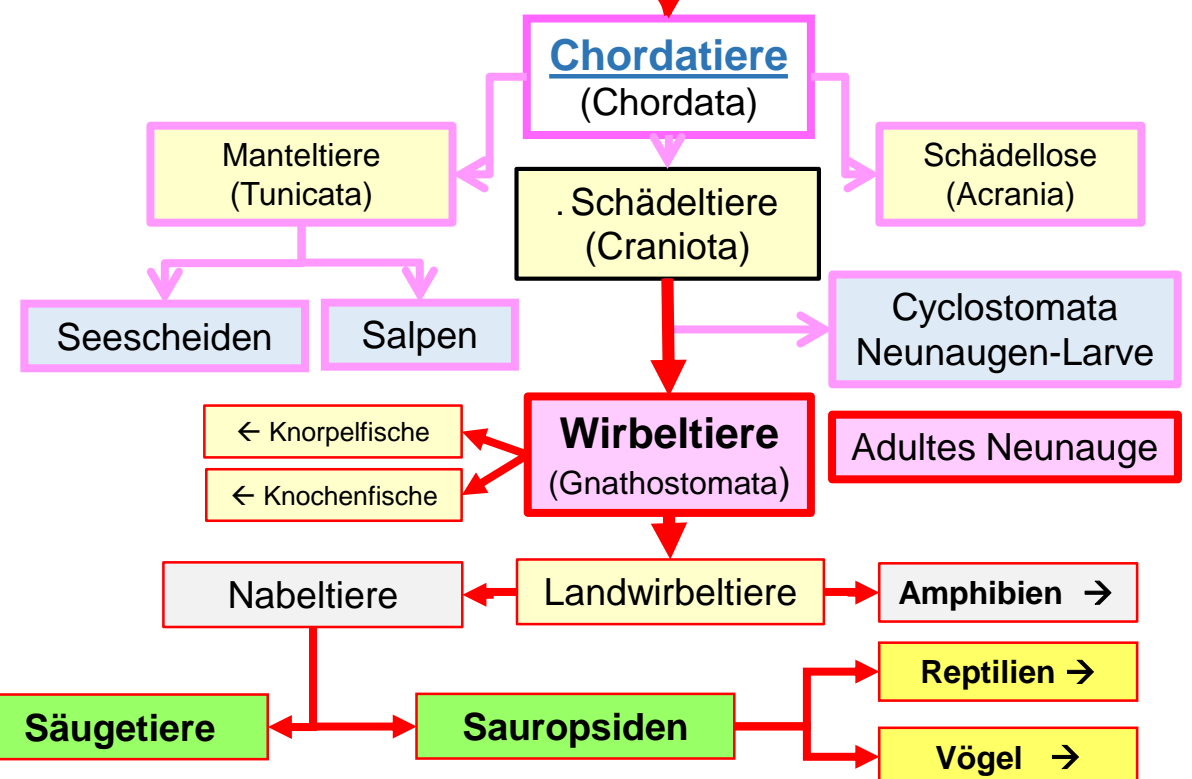 Chordatiere
(Chordata)
Manteltiere
(Tunicata)
. Schädeltiere
(Craniota)
Schädellose
(Acrania)
Seescheiden
Salpen
Cyclostomata
Neunaugen-Larve
← Knorpelfische
← Knochenfische
Wirbeltiere
(Gnathostomata)
Adultes Neunauge
Nabeltiere
Landwirbeltiere
Amphibien →
Reptilien →
Säugetiere
Sauropsiden
Vögel →